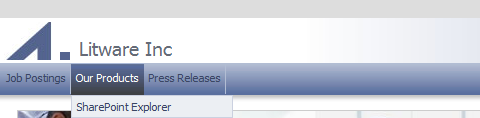 Litware Inc
Job Postings Our Products Press Releases
SharePoint Explorer